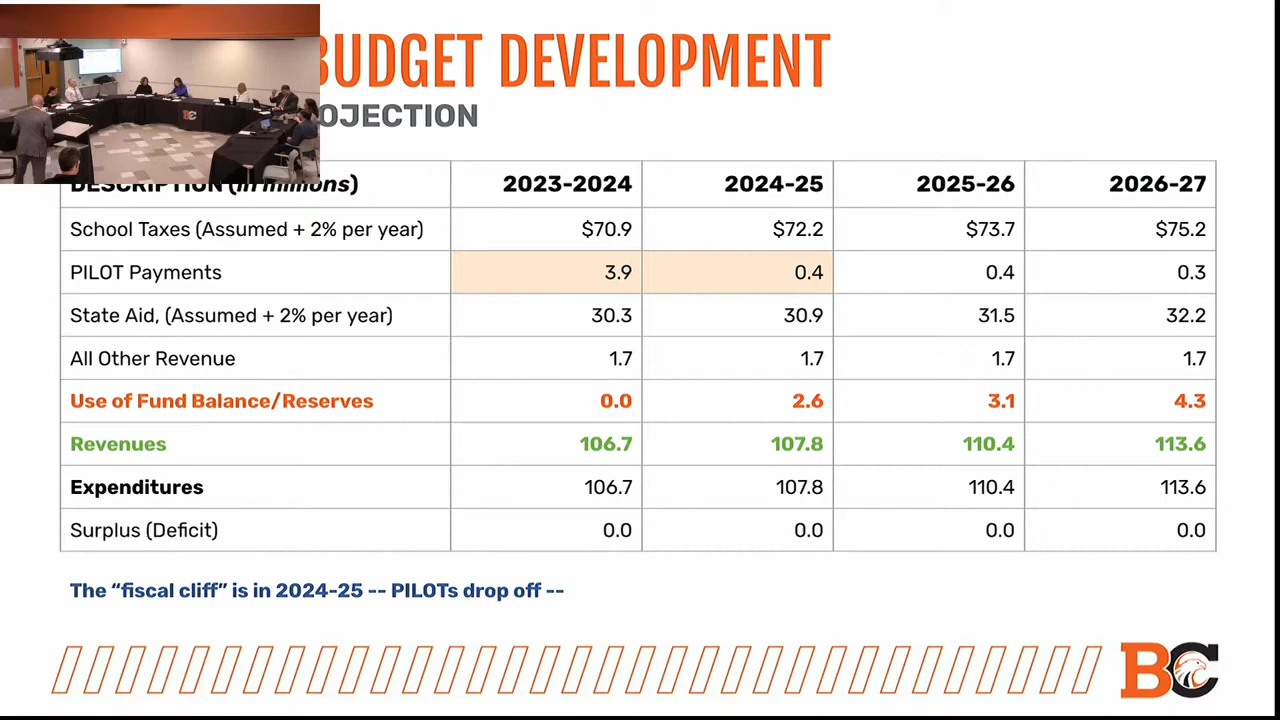 BUDGET DEVELOPMENT
OJECTION
DESCRIPTION (in millions) 2023-2024 2024-25 2025-26 2026-27
School Taxes (Assumed + 2% per year) $70.9 $72.2 $73.7 $75.2
PILOT Payments 3.9 0.4 0.4 0.3
State Aid, (Assumed + 2% per year) 30.3 30.9 31.5 32.2
All Other Revenue 1.7 1.7 1.7 1.7
Use of Fund Balance/Reserves 0.0 2.6 3.1 4.3
Revenues 106.7 107.8 110.4 113.6
Expenditures 106.7 107.8 110.4 113.6
Surplus (Deficit) 0.0 0.0 0.0 0.0
The “fiscal cliff” is in 2024-25 -- PILOTs drop off --
BC
BC